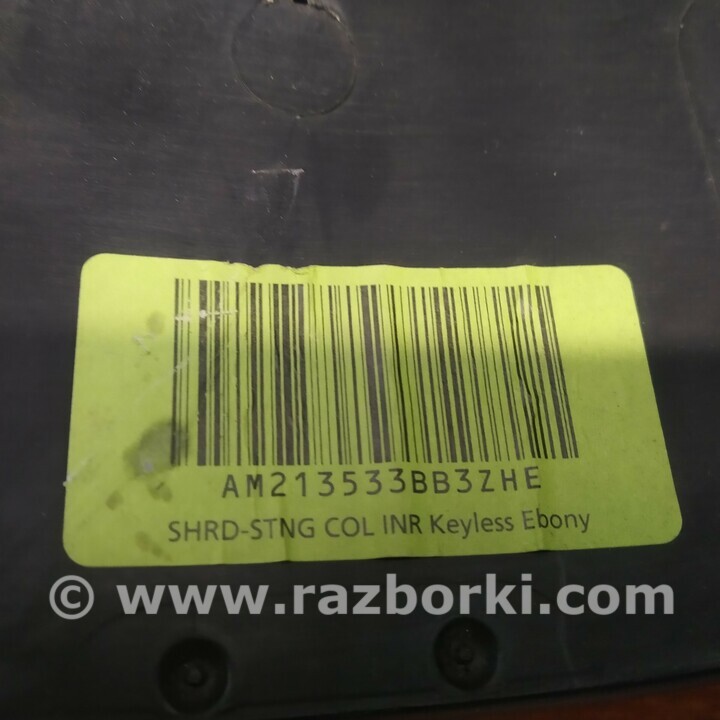 AM213533BB3ZHE
SHRD-STNG COL INR Keyless Ebony
© www.razborki.com